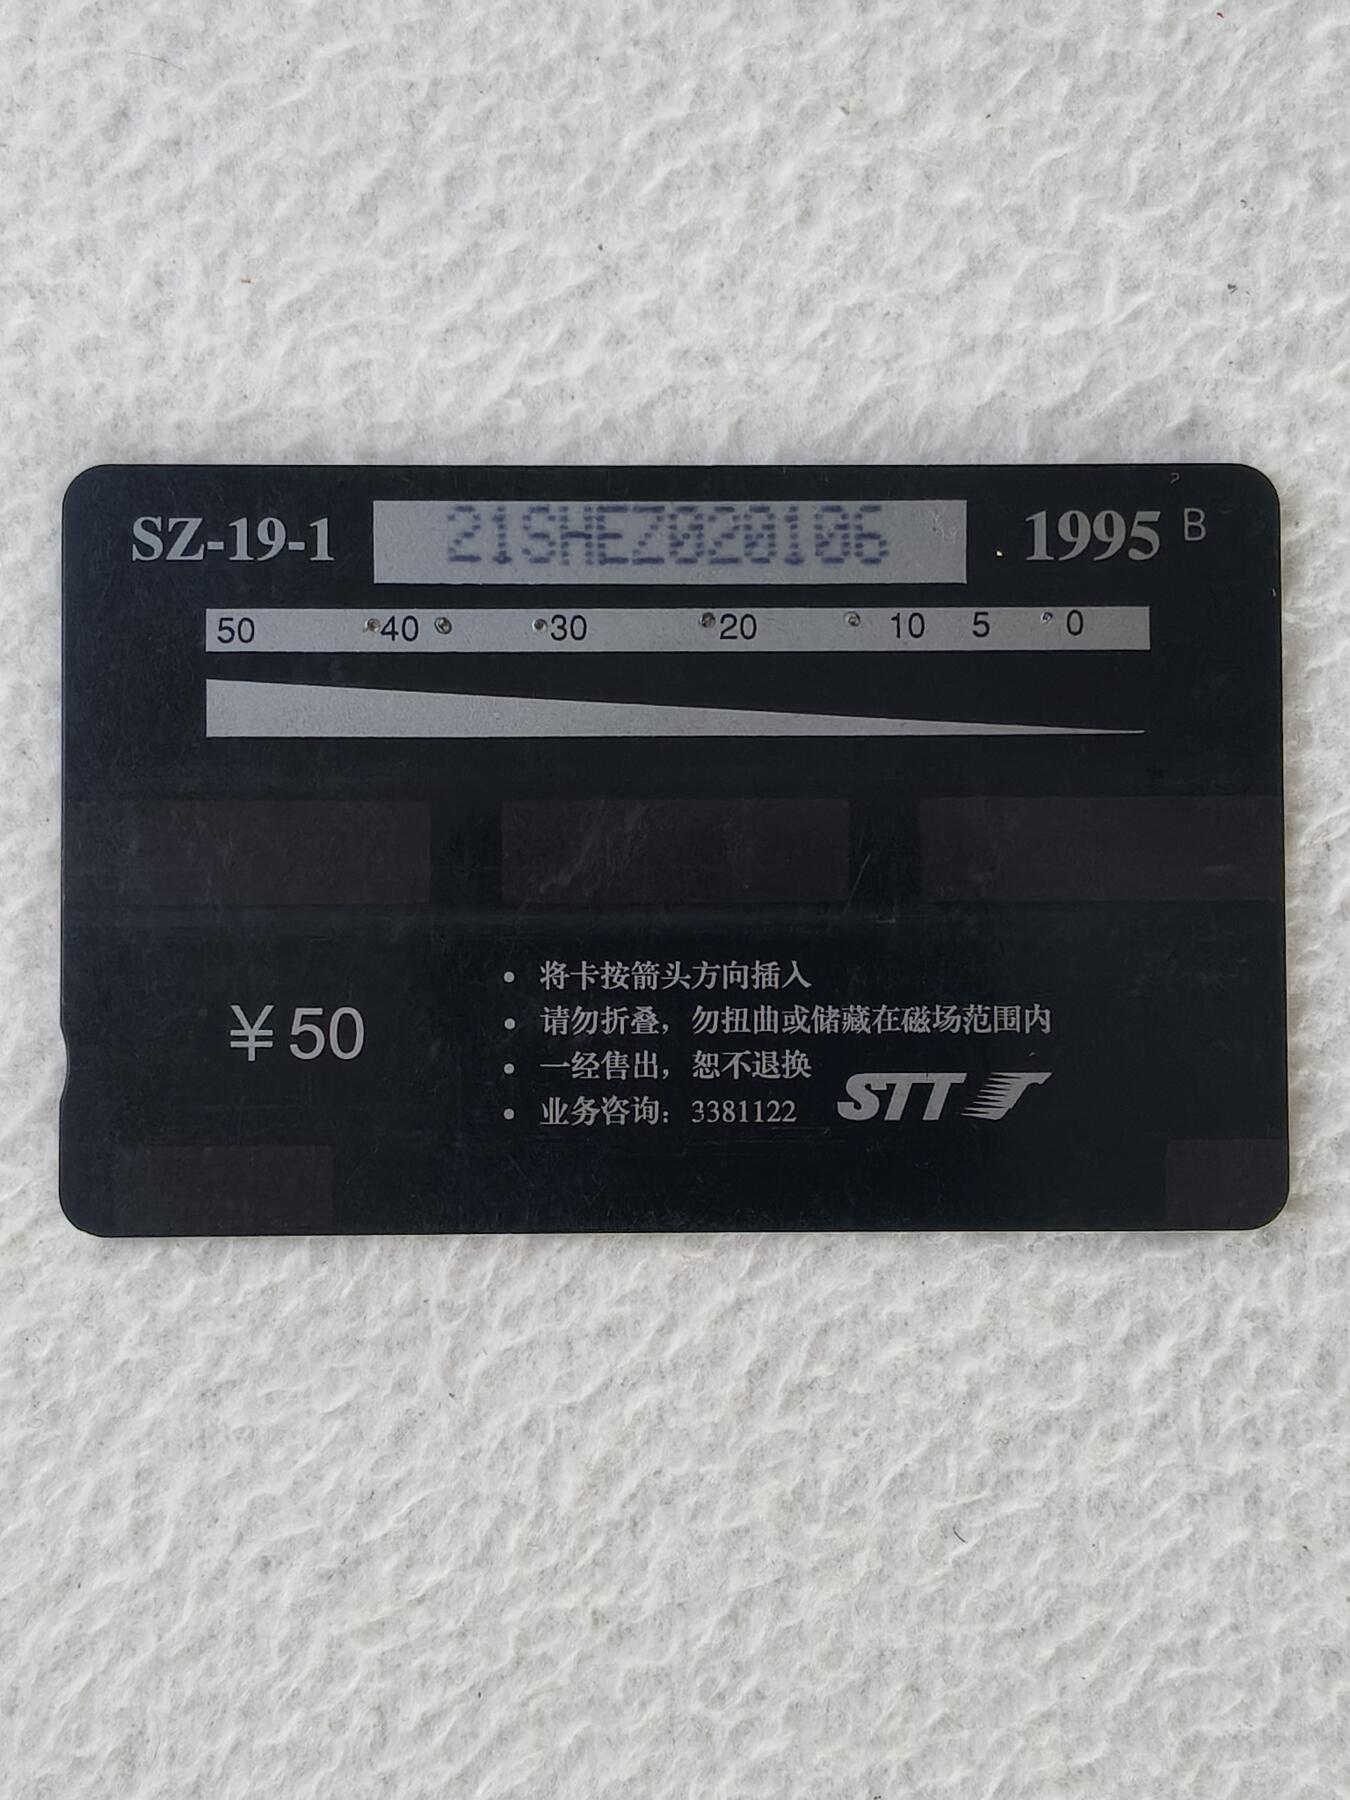 SZ-19-1 21SHEZ020106 1995 B
50 40 30 20 10 5 0
¥50
• 将卡按箭头方向插入
• 请勿折叠，勿扭曲或储藏在磁场范围内
• 一经售出，恕不退换
• 业务咨询：3381122
STT